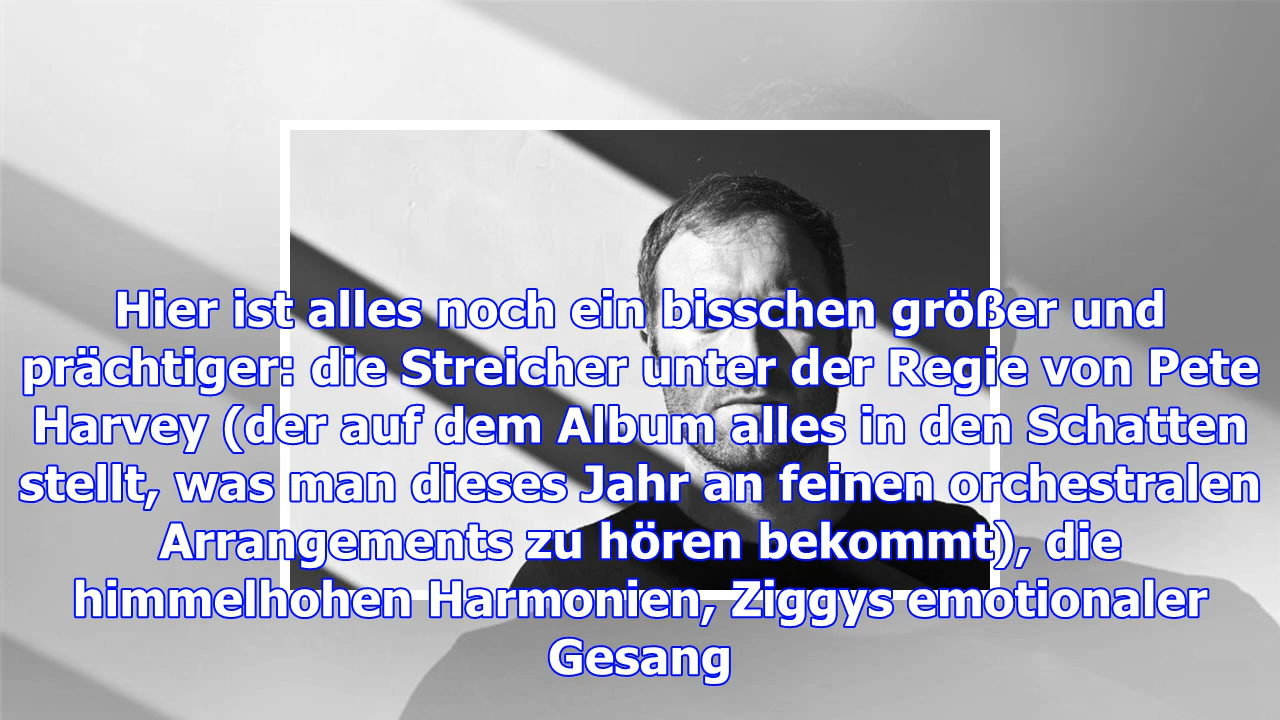 Hier ist alles noch ein bisschen größer und
prächtiger: die Streicher unter der Regie von Pete
Harvey (der auf dem Album alles in den Schatten
stellt, was man dieses Jahr an feinen orchestralen
Arrangements zu hören bekommt), die
himmelhohen Harmonien, Ziggys emotionaler
Gesang